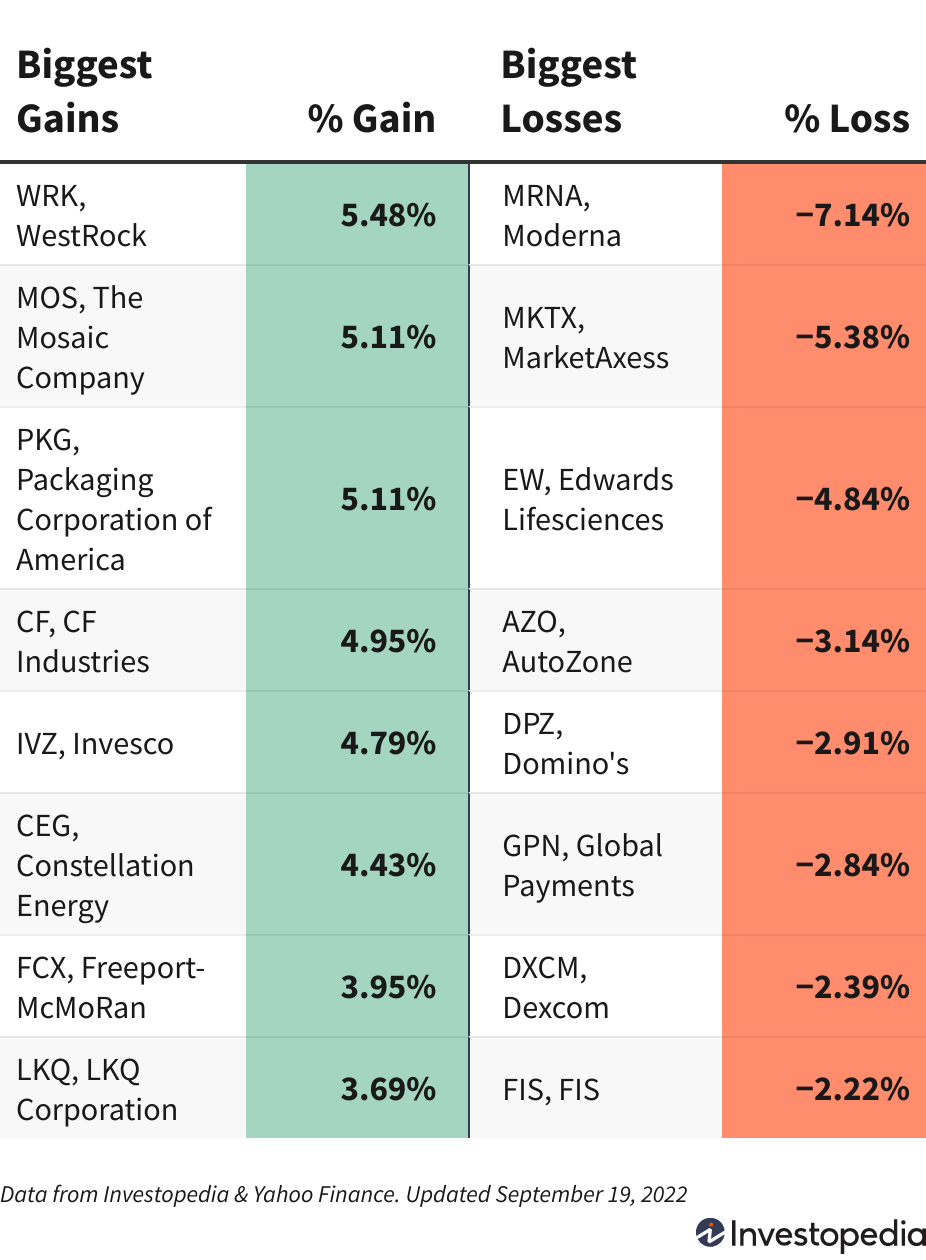 Biggest
Gains
% Gain
Biggest
Losses
% Loss
WRK,
WestRock
5.48%
MRNA,
Moderna
−7.14%
MOS, The
Mosaic
Company
5.11%
MKTX,
MarketAxess
−5.38%
PKG,
Packaging
Corporation of
America
5.11%
EW, Edwards
Lifesciences
−4.84%
CF, CF
Industries
4.95%
AZO,
AutoZone
−3.14%
IVZ, Invesco
4.79%
DPZ,
Domino's
−2.91%
CEG,
Constellation
Energy
4.43%
GPN, Global
Payments
−2.84%
FCX, Freeport-
McMoRan
3.95%
DXCM,
Dexcom
−2.39%
LKQ, LKQ
Corporation
3.69%
FIS, FIS
−2.22%
Data from Investopedia & Yahoo Finance. Updated September 19, 2022
Investopedia